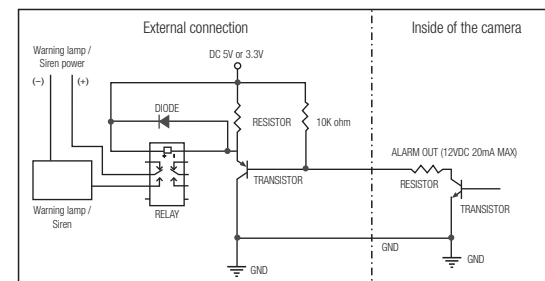 External connection
Inside of the camera
Warning lamp /
Siren power
(–)
(+)
DC 5V or 3.3V
DIODE
RESISTOR
10K ohm
ALARM OUT (12VDC 20mA MAX)
RESISTOR
TRANSISTOR
TRANSISTOR
Warning lamp /
Siren
RELAY
GND
GND
GND